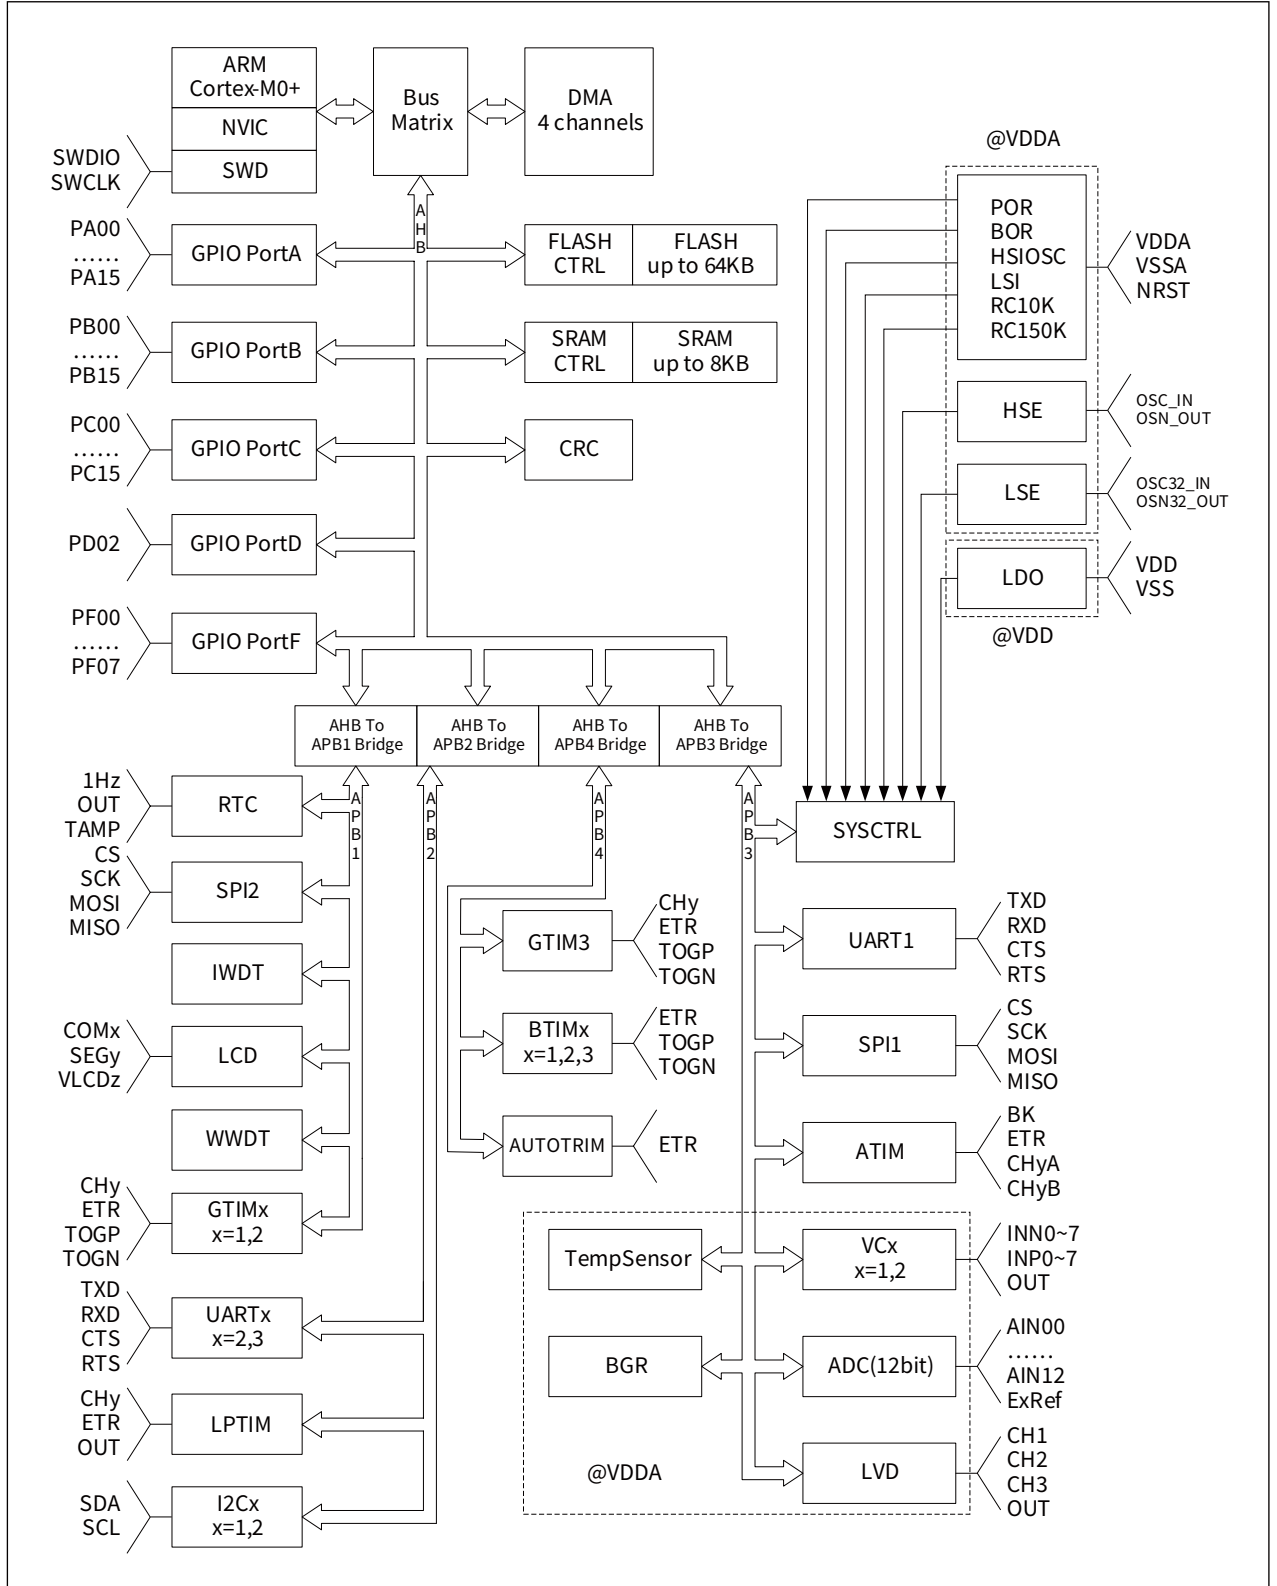 ARM
Cortex-M0+
NVIC
SWD
Bus
Matrix
DMA
4 channels
SWDIO
SWCLK
@VDDA
A
H
B
PA00
......
PA15
GPIO PortA
FLASH
CTRL
FLASH
up to 64KB
POR
BOR
HSIOSC
LSI
RC10K
RC150K
VDDA
VSSA
NRST
PB00
......
PB15
GPIO PortB
SRAM
CTRL
SRAM
up to 8KB
PC00
......
PC15
GPIO PortC
CRC
HSE
OSC_IN
OSN_OUT
LSE
OSC32_IN
OSN32_OUT
PD02
GPIO PortD
LDO
VDD
VSS
@VDD
PF00
......
PF07
GPIO PortF
AHB To
APB1 Bridge
AHB To
APB2 Bridge
AHB To
APB4 Bridge
AHB To
APB3 Bridge
1Hz
OUT
TAMP
RTC
A
P
B
1
A
P
B
2
A
P
B
4
A
P
B
3
SYSCTRL
CS
SCK
MOSI
MISO
SPI2
IWDT
COMx
SEGy
VLCDz
LCD
WWDT
CHy
ETR
TOGP
TOGN
GTIMx
x=1,2
TXD
RXD
CTS
RTS
UARTx
x=2,3
CHy
ETR
OUT
LPTIM
SDA
SCL
I2Cx
x=1,2
GTIM3
CHy
ETR
TOGP
TOGN
BTIMx
x=1,2,3
ETR
TOGP
TOGN
AUTOTRIM
ETR
UART1
TXD
RXD
CTS
RTS
SPI1
CS
SCK
MOSI
MISO
ATIM
BK
ETR
CHyA
CHyB
TempSensor
VCx
x=1,2
INN0~7
INP0~7
OUT
BGR
ADC(12bit)
AIN00
......
AIN12
ExRef
@VDDA
LVD
CH1
CH2
CH3
OUT